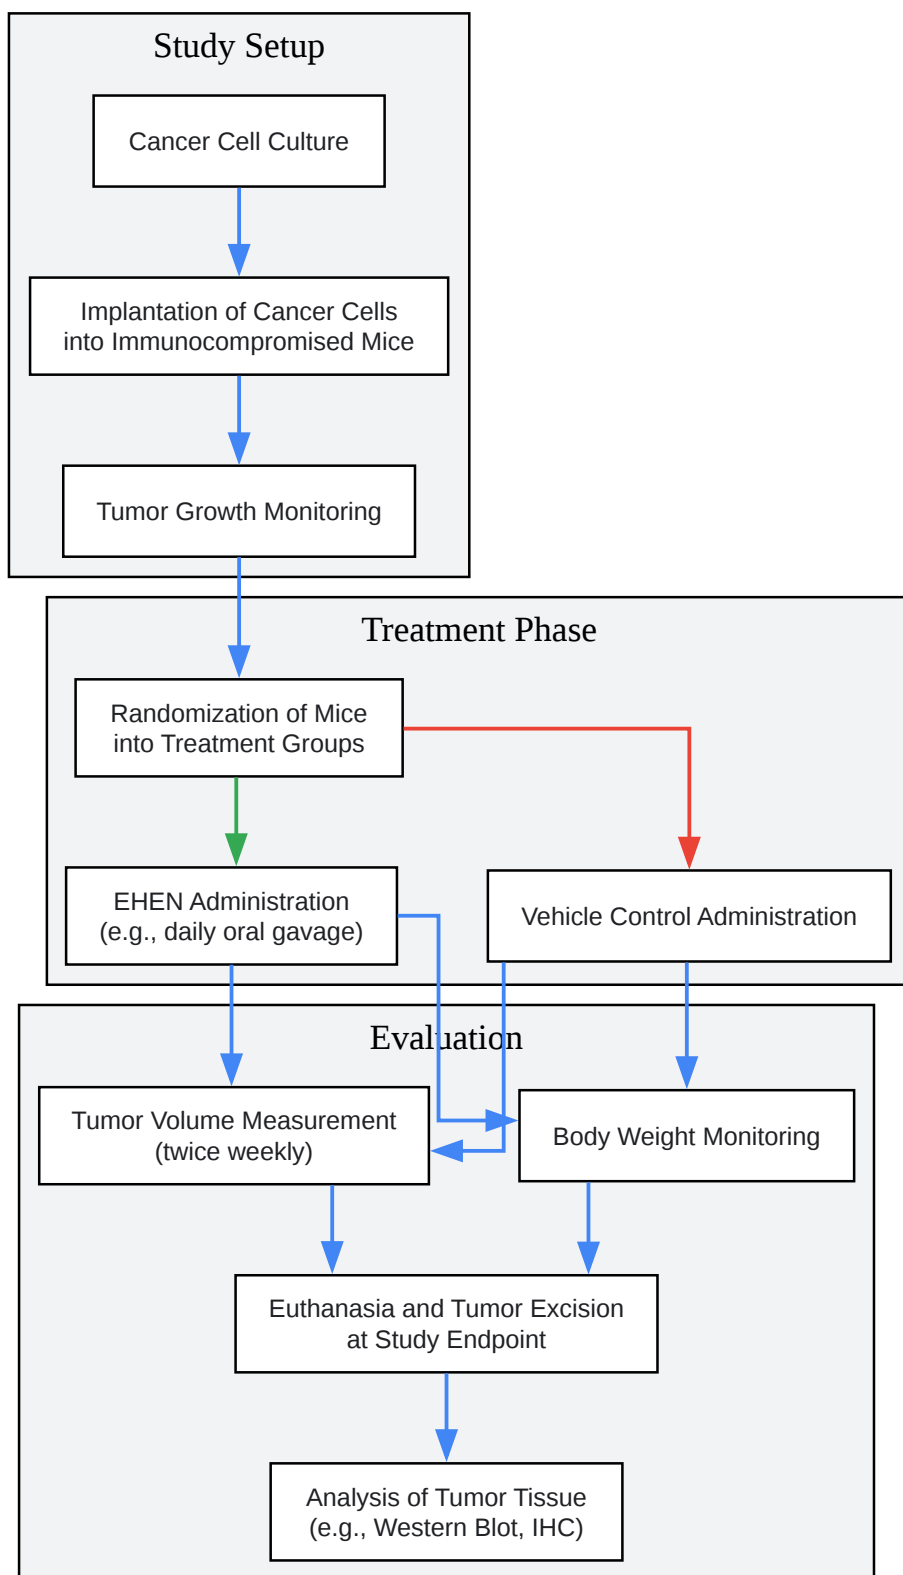 Study Setup
Cancer Cell Culture
Implantation of Cancer Cells
into Immunocompromised Mice
Tumor Growth Monitoring
Treatment Phase
Randomization of Mice
into Treatment Groups
EHEN Administration
(e.g., daily oral gavage)
Vehicle Control Administration
Evaluation
Tumor Volume Measurement
(twice weekly)
Body Weight Monitoring
Euthanasia and Tumor Excision
at Study Endpoint
Analysis of Tumor Tissue
(e.g., Western Blot, IHC)